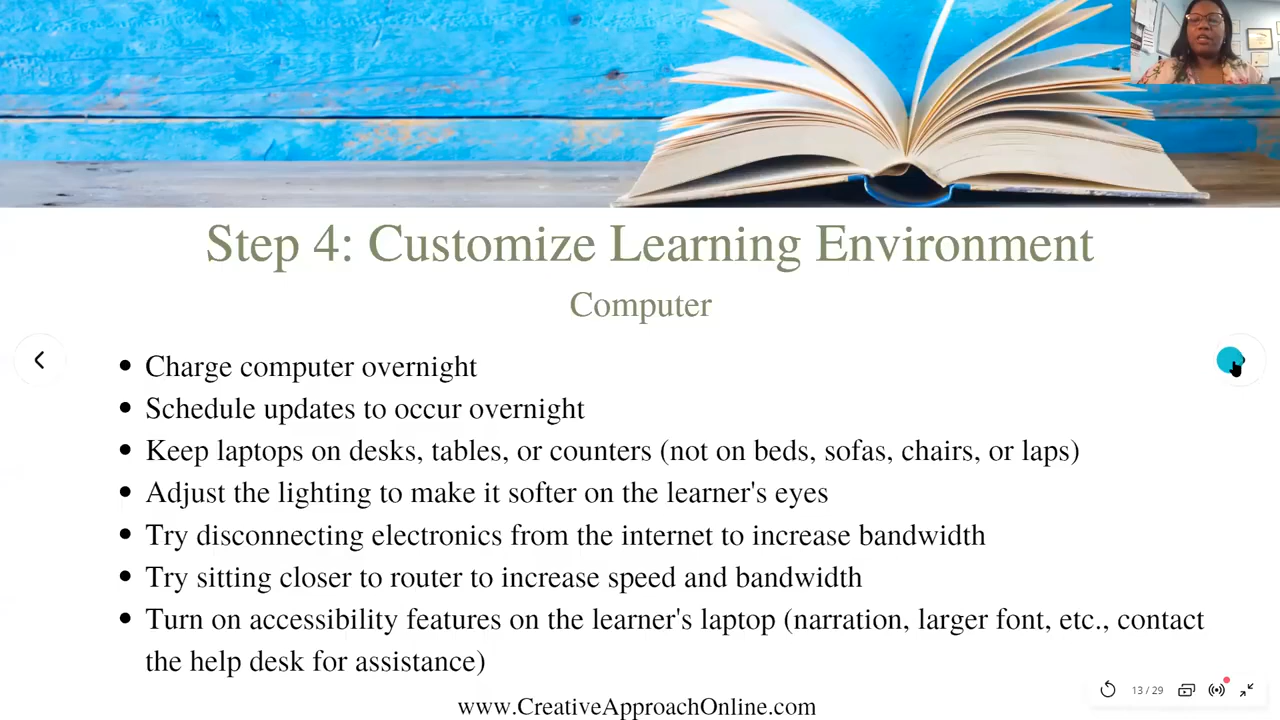 Step 4: Customize Learning Environment
Computer
• Charge computer overnight
• Schedule updates to occur overnight
• Keep laptops on desks, tables, or counters (not on beds, sofas, chairs, or laps)
• Adjust the lighting to make it softer on the learner's eyes
• Try disconnecting electronics from the internet to increase bandwidth
• Try sitting closer to router to increase speed and bandwidth
• Turn on accessibility features on the learner's laptop (narration, larger font, etc., contact
the help desk for assistance)
13 / 29
www.CreativeApproachOnline.com